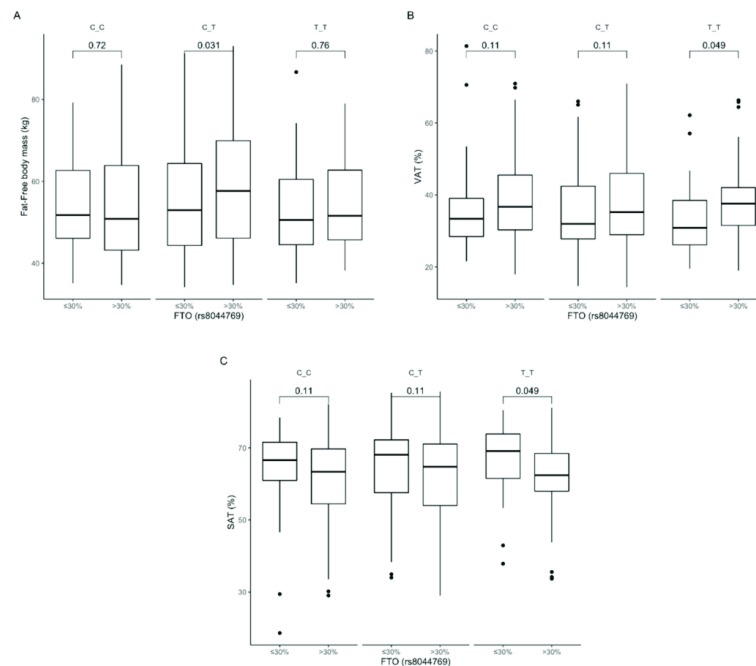 A
C_C C_T T_T
0.72 0.031 0.76
Fat-Free body mass (kg)
80
60
40
≤30% >30% ≤30% >30% ≤30% >30%
FTO (rs8044769)
B
C_C C_T T_T
0.11 0.11 0.049
VAT (%)
80
60
40
20
≤30% >30% ≤30% >30% ≤30% >30%
FTO (rs8044769)
C
C_C C_T T_T
0.11 0.11 0.049
SAT (%)
70
50
30
≤30% >30% ≤30% >30% ≤30% >30%
FTO (rs8044769)